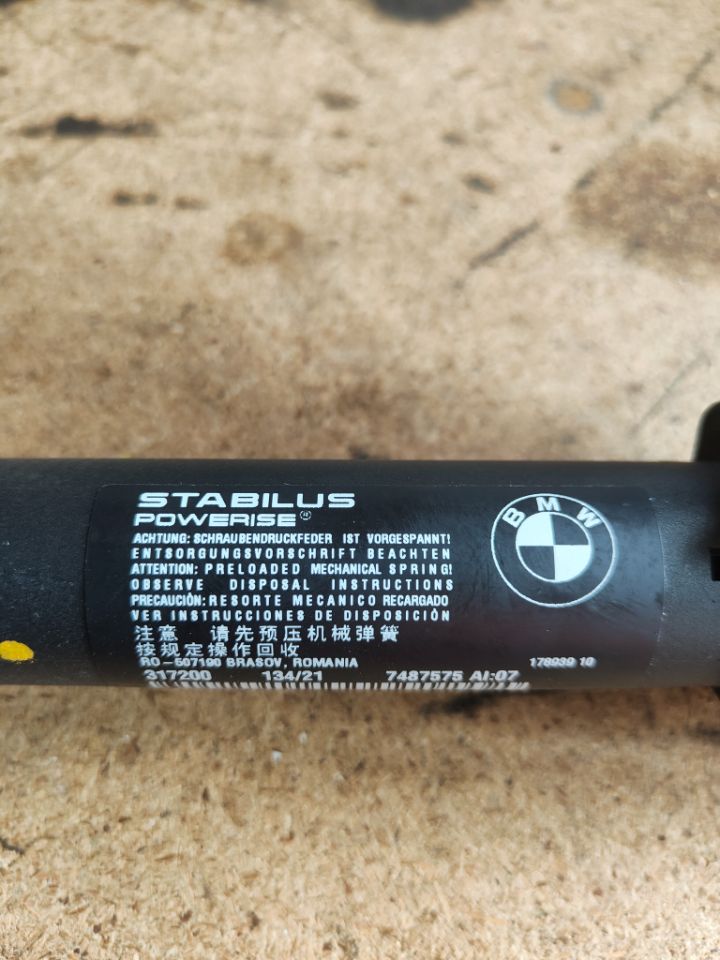 STABILUS
POWERISE®
ACHTUNG: SCHRAUBENDRUCKFEDER IST VORGESPANNT!
ENTSORGUNGSVORSCHRIFT BEACHTEN
ATTENTION: PRELOADED MECHANICAL SPRING!
OBSERVE DISPOSAL INSTRUCTIONS
PRECAUCIÓN: RESORTE MECANICO RECARGADO
VER INSTRUCCIONES DE DISPOSICIÓN
注意 请先预压机械弹簧
按规定操作回收
RO-507190 BRASOV, ROMANIA
317200 134/21 7487575 AI:07
BMW
178939 10